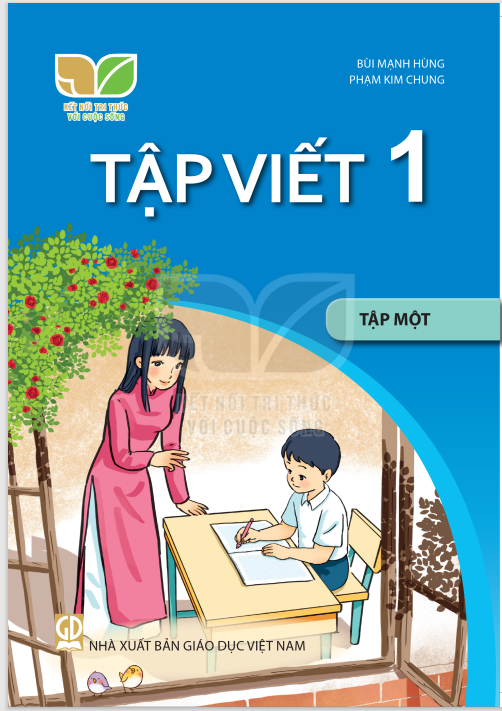 BÙI MẠNH HÙNG
PHẠM KIM CHUNG
KẾT NỐI TRI THỨC
VỚI CUỘC SỐNG
TẬP VIẾT 1
TẬP MỘT
KẾT NỐI TRI THỨC
VỚI CUỘC SỐNG
GD
NHÀ XUẤT BẢN GIÁO DỤC VIỆT NAM